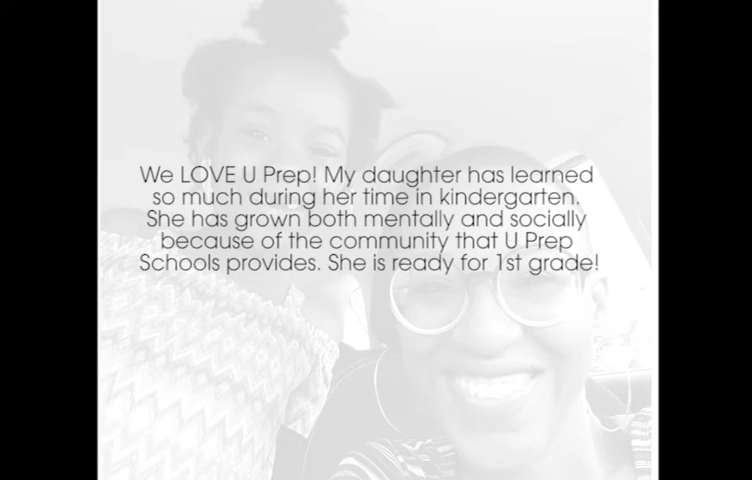 We LOVE U Prep! My daughter has learned
so much during her time in kindergarten.
She has grown both mentally and socially
because of the community that U Prep
Schools provides. She is ready for 1st grade!